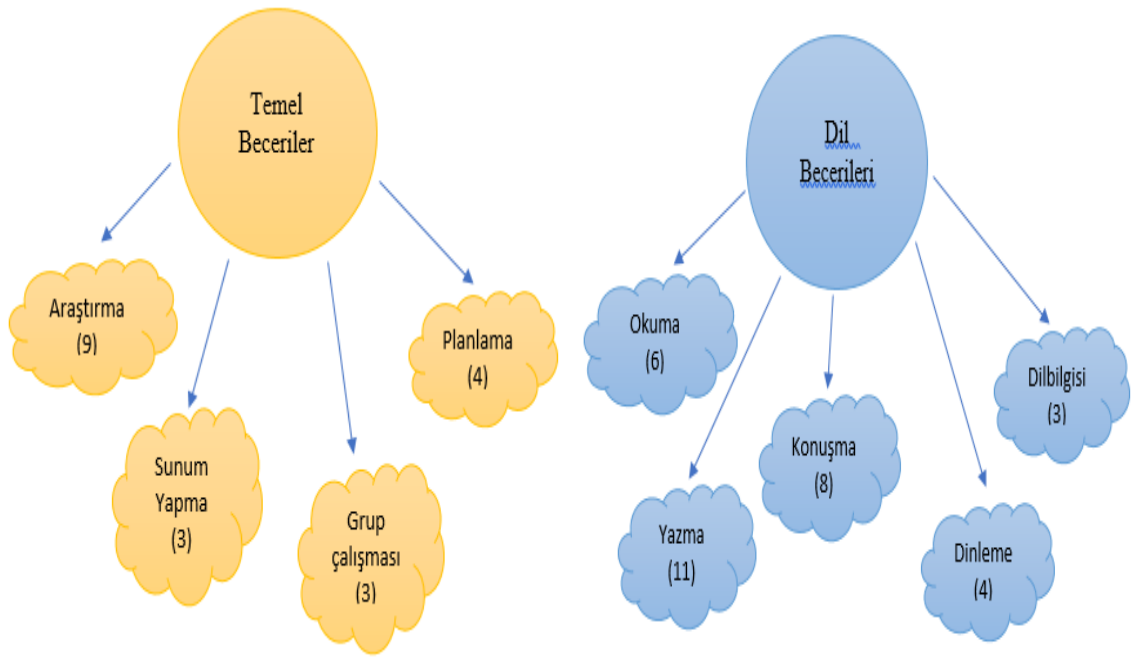 Temel
Beceriler
Araştırma
(9)
Sunum
Yapma
(3)
Grup
çalışması
(3)
Planlama
(4)
Dil
Becerileri
Okuma
(6)
Yazma
(11)
Konuşma
(8)
Dinleme
(4)
Dilbilgisi
(3)